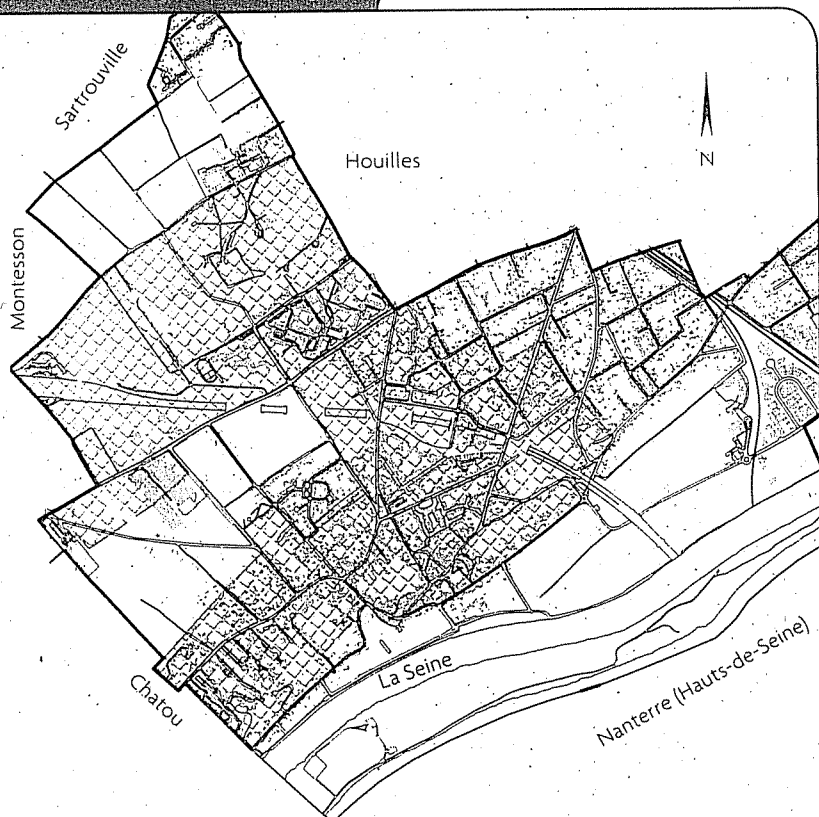 Sartrouville
Houilles
N
Montesson
La Seine
Chatou
Nanterre (Hauts-de-Seine)